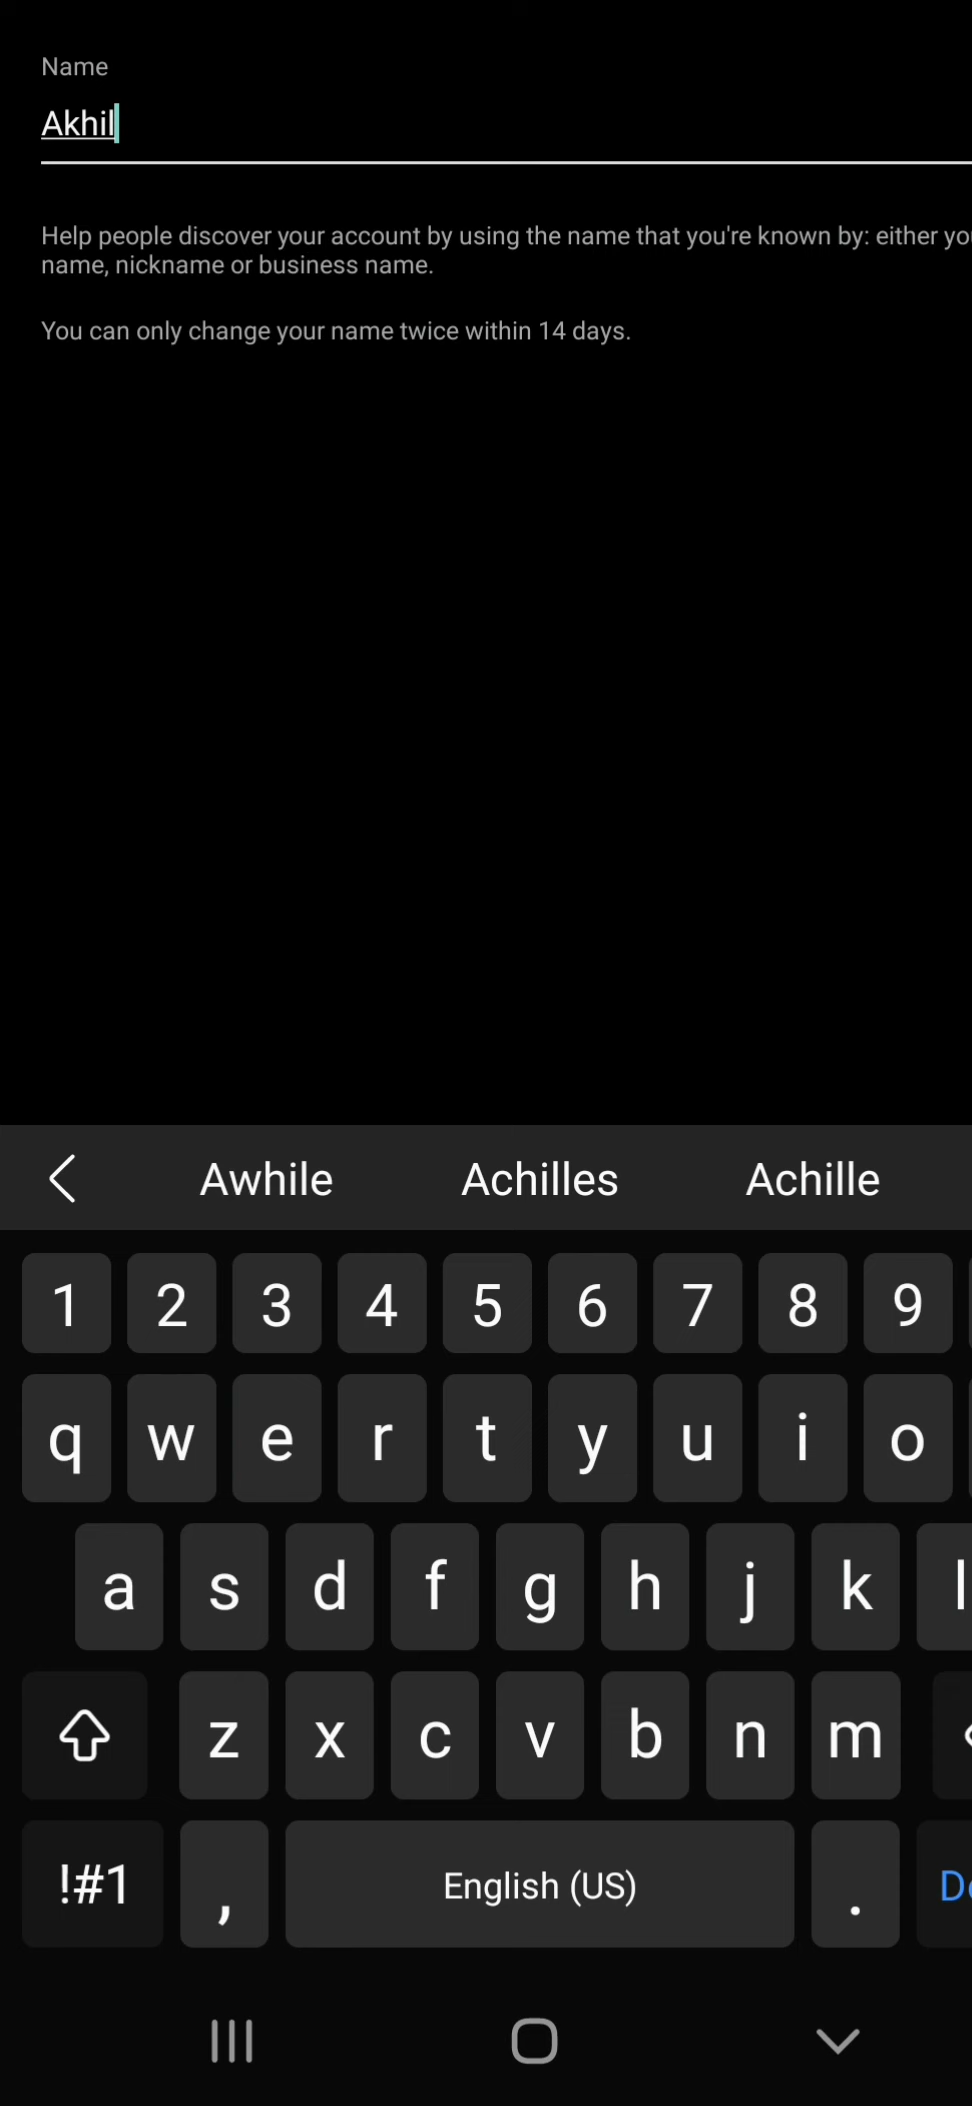 Name
Akhil
Help people discover your account by using the name that you're known by: either
name, nickname or business name.
You can only change your name twice within 14 days.
Awhile Achilles Achille
1 2 3 4 5 6 7 8 9
q w e r t y u i o
a s d f g h j k l
z x c v b n m
!#1 , English (US) .